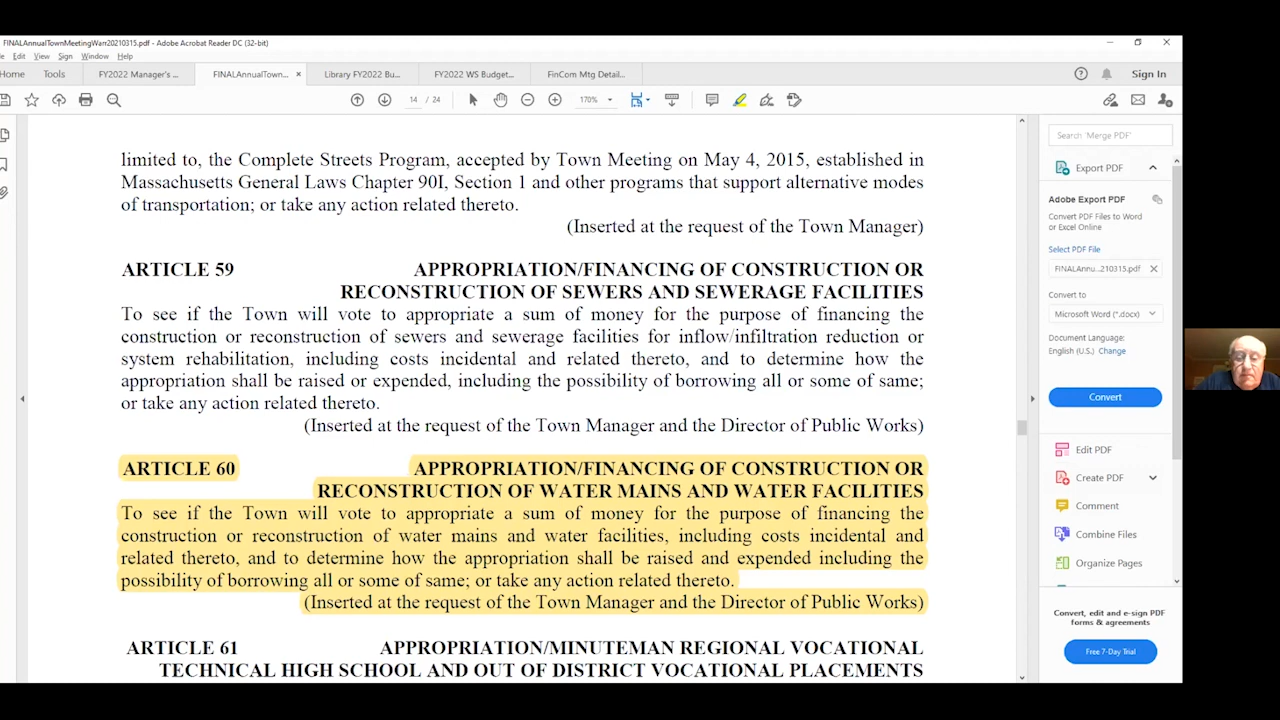 FINALAnnualTownMeetingWarr20210315.pdf - Adobe Acrobat Reader DC (32-bit)
Edit View Sign Window Help
Home Tools FY2022 Manager's ... FINALAnnualTown... × Library FY2022 Bu... FY2022 WS Budget... FinCom Mtg Detail... Sign In
14 / 24 170%
limited to, the Complete Streets Program, accepted by Town Meeting on May 4, 2015, established in
Massachusetts General Laws Chapter 90I, Section 1 and other programs that support alternative modes
of transportation; or take any action related thereto.
(Inserted at the request of the Town Manager)
ARTICLE 59 APPROPRIATION/FINANCING OF CONSTRUCTION OR
RECONSTRUCTION OF SEWERS AND SEWERAGE FACILITIES
To see if the Town will vote to appropriate a sum of money for the purpose of financing the
construction or reconstruction of sewers and sewerage facilities for inflow/infiltration reduction or
system rehabilitation, including costs incidental and related thereto, and to determine how the
appropriation shall be raised or expended, including the possibility of borrowing all or some of same;
or take any action related thereto.
(Inserted at the request of the Town Manager and the Director of Public Works)
ARTICLE 60 APPROPRIATION/FINANCING OF CONSTRUCTION OR
RECONSTRUCTION OF WATER MAINS AND WATER FACILITIES
To see if the Town will vote to appropriate a sum of money for the purpose of financing the
construction or reconstruction of water mains and water facilities, including costs incidental and
related thereto, and to determine how the appropriation shall be raised and expended including the
possibility of borrowing all or some of same; or take any action related thereto.
(Inserted at the request of the Town Manager and the Director of Public Works)
ARTICLE 61 APPROPRIATION/MINUTEMAN REGIONAL VOCATIONAL
TECHNICAL HIGH SCHOOL AND OUT OF DISTRICT VOCATIONAL PLACEMENTS
Search 'Merge PDF'
Export PDF
Adobe Export PDF
Convert PDF Files to Word
or Excel Online
Select PDF File
FINALAnnu...210315.pdf
Convert to
Microsoft Word (*.docx)
Document Language:
English (U.S.) Change
Convert
Edit PDF
Create PDF
Comment
Combine Files
Organize Pages
Convert, edit and e-sign PDF
forms & agreements
Free 7-Day Trial